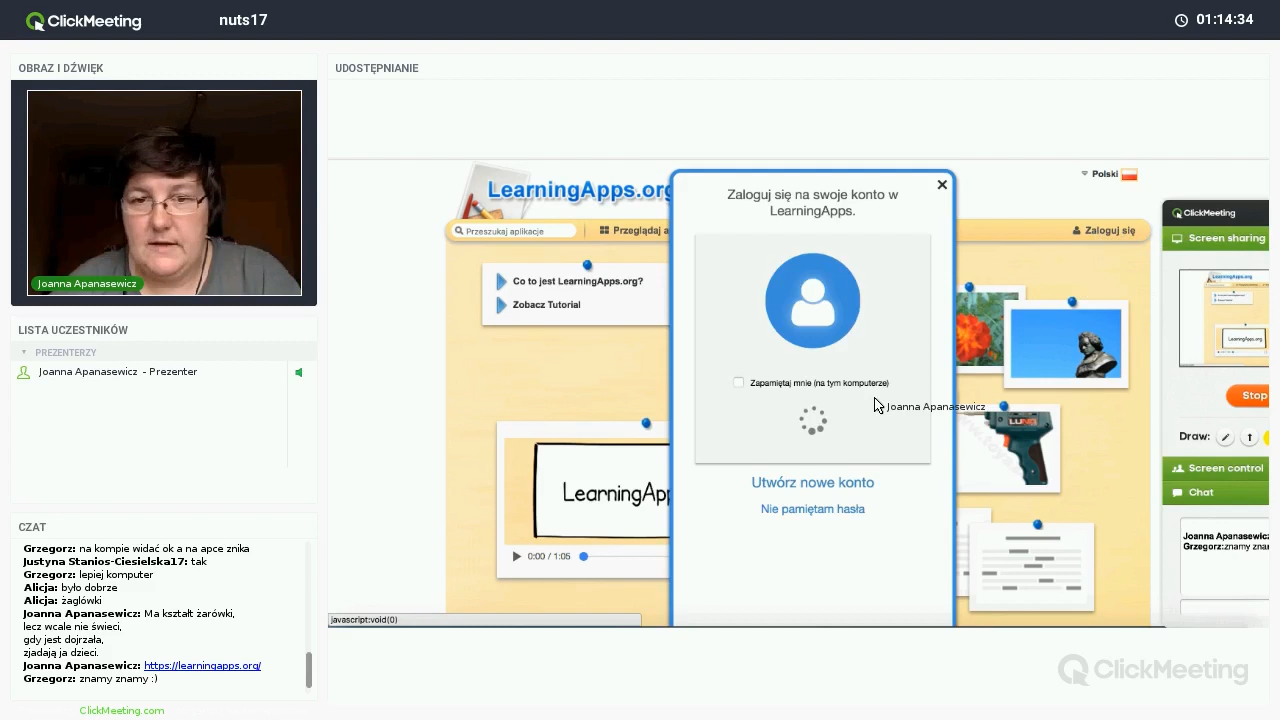 ClickMeeting
nuts17
01:14:34
OBRAZ I DŹWIĘK
Joanna Apanasewicz
LISTA UCZESTNIKÓW
PREZENTERZY
Joanna Apanasewicz - Prezenter
CZAT
Grzegorz: na kompie widać ok a na apce znika
Justyna Stanios-Ciesielska17: tak
Grzegorz: lepiej komputer
Alicja: było dobrze
Alicja: żaglówki
Joanna Apanasewicz: Ma kształt żarówki,
lecz wcale nie świeci,
gdy jest dojrzała,
zjadają ja dzieci.
Joanna Apanasewicz: https://learningapps.org/
Grzegorz: znamy znamy :)
ClickMeeting.com
UDOSTĘPNIANIE
LearningApps.org
Polski
Przeszukaj aplikacje
Przeglądaj a
Zaloguj się
Co to jest LearningApps.org?
Zobacz Tutorial
LearningApp
0:00 / 1:05
Zaloguj się na swoje konto w
LearningApps.
Zapamiętaj mnie (na tym komputerze)
Joanna Apanasewicz
Utwórz nowe konto
Nie pamiętam hasła
javascript:void(0)
ClickMeeting
Screen sharing
LearningApps.org
Stop
Draw:
Screen control
Chat
Joanna Apanasewicz
Grzegorz:znamy znar
ClickMeeting